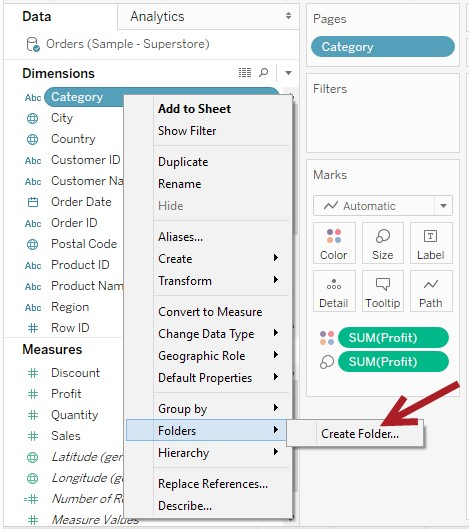 Data
Analytics
Orders (Sample - Superstore)
Dimensions
Abc Category
City
Country
Abc Customer ID
Abc Customer Na
Order Date
Abc Order ID
Postal Code
Abc Product ID
Abc Product Nam
Abc Region
# Row ID
Measures
# Discount
# Profit
# Quantity
# Sales
Latitude (gen
Longitude (ge
=# Number of R
# Measure Values
Add to Sheet
Show Filter
Duplicate
Rename
Hide
Aliases...
Create
Transform
Convert to Measure
Change Data Type
Geographic Role
Default Properties
Group by
Folders
Hierarchy
Replace References...
Describe...
Create Folder...
Pages
Category
Filters
Marks
Automatic
Color Size Label
Detail Tooltip Path
SUM(Profit)
SUM(Profit)